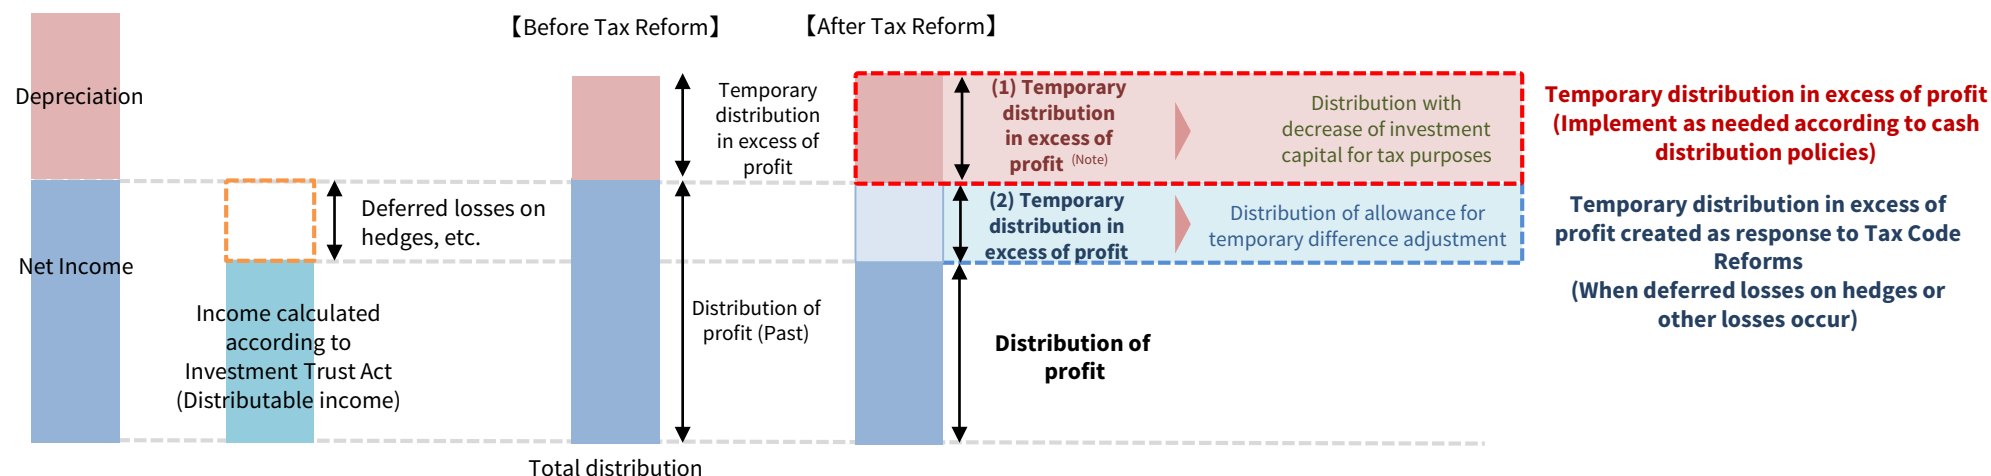 【Before Tax Reform】
【After Tax Reform】
Depreciation
Net Income
Deferred losses on
hedges, etc.
Income calculated
according to
Investment Trust Act
(Distributable income)
Temporary
distribution
in excess of
profit
Distribution of
profit (Past)
Total distribution
(1) Temporary
distribution
in excess of
profit (Note)
Distribution with
decrease of investment
capital for tax purposes
(2) Temporary
distribution in
excess of profit
Distribution of allowance for
temporary difference adjustment
Distribution of
profit
Temporary distribution in excess of profit
(Implement as needed according to cash
distribution policies)
Temporary distribution in excess of
profit created as response to Tax Code
Reforms
(When deferred losses on hedges or
other losses occur)